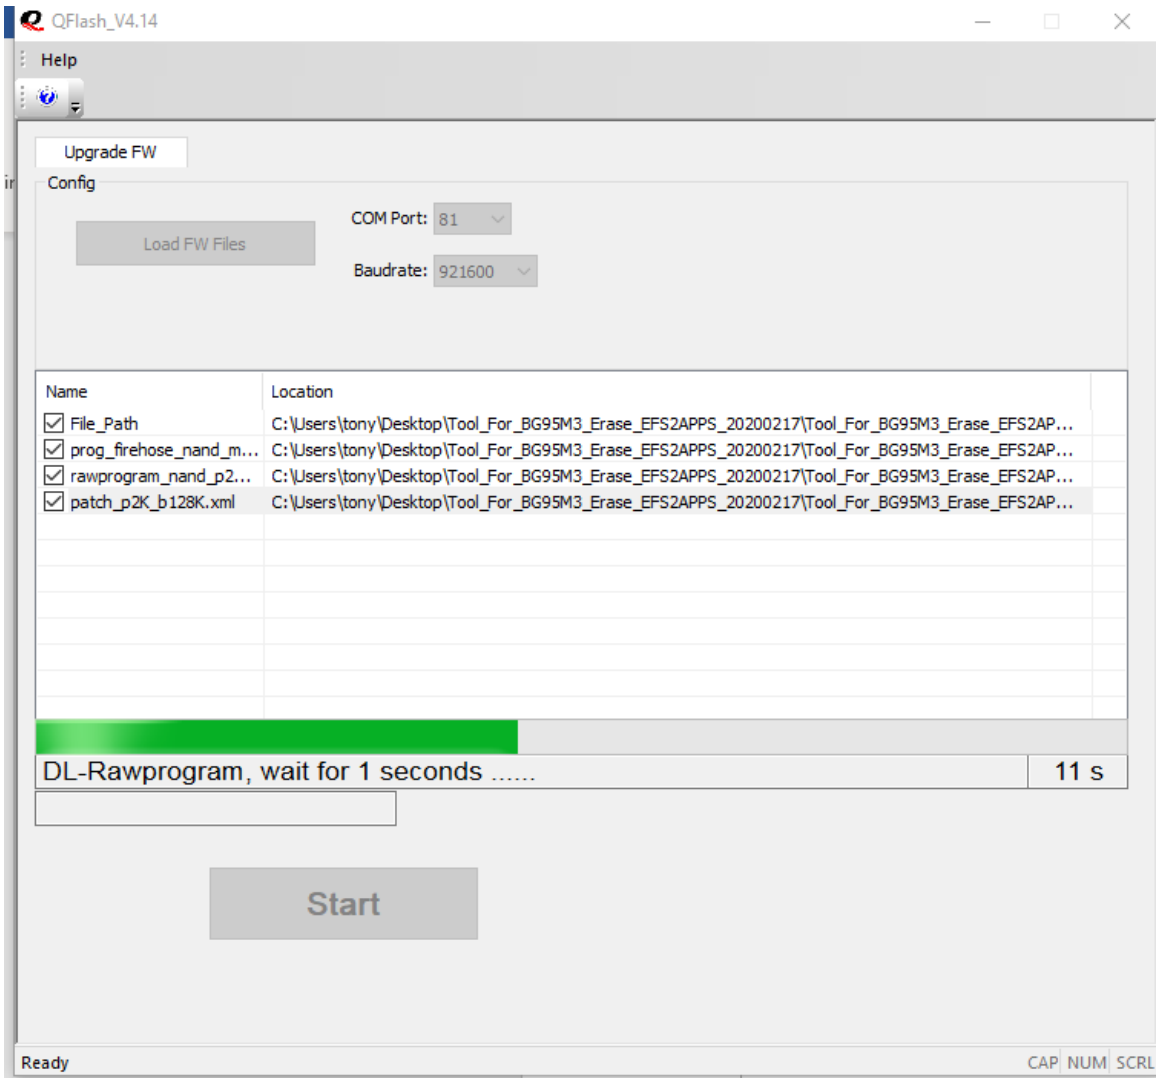 QFlash_V4.14
Help
Upgrade FW
ir
Config
Load FW Files
COM Port: 81
Baudrate: 921600
Name Location
File_Path C:\Users\tony\Desktop\Tool_For_BG95M3_Erase_EFS2APPS_20200217\Tool_For_BG95M3_Erase_EFS2AP...
prog_firehose_nand_m... C:\Users\tony\Desktop\Tool_For_BG95M3_Erase_EFS2APPS_20200217\Tool_For_BG95M3_Erase_EFS2AP...
rawprogram_nand_p2... C:\Users\tony\Desktop\Tool_For_BG95M3_Erase_EFS2APPS_20200217\Tool_For_BG95M3_Erase_EFS2AP...
patch_p2K_b128K.xml C:\Users\tony\Desktop\Tool_For_BG95M3_Erase_EFS2APPS_20200217\Tool_For_BG95M3_Erase_EFS2AP...
DL-Rawprogram, wait for 1 seconds ...... 11 s
Start
Ready CAP NUM SCRL